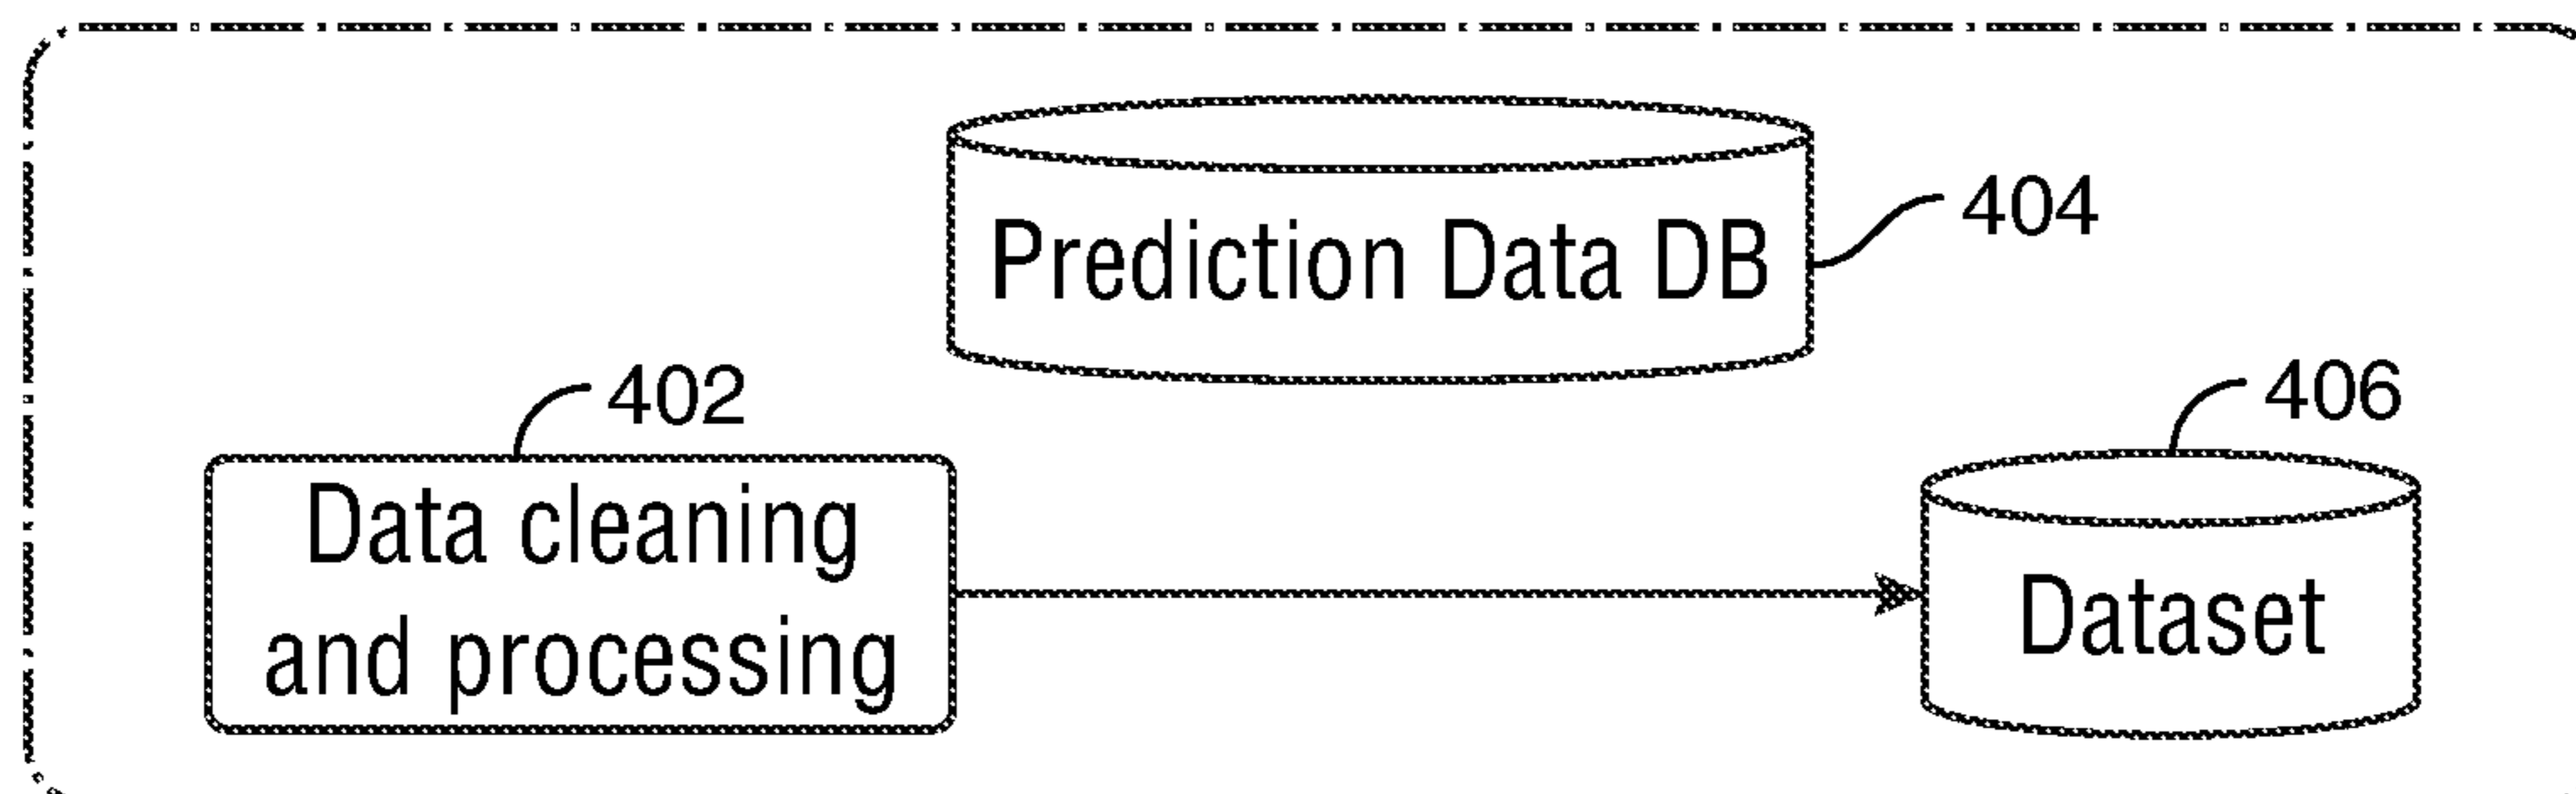 Prediction Data DB
404
402
406
Data cleaning
and processing
Dataset